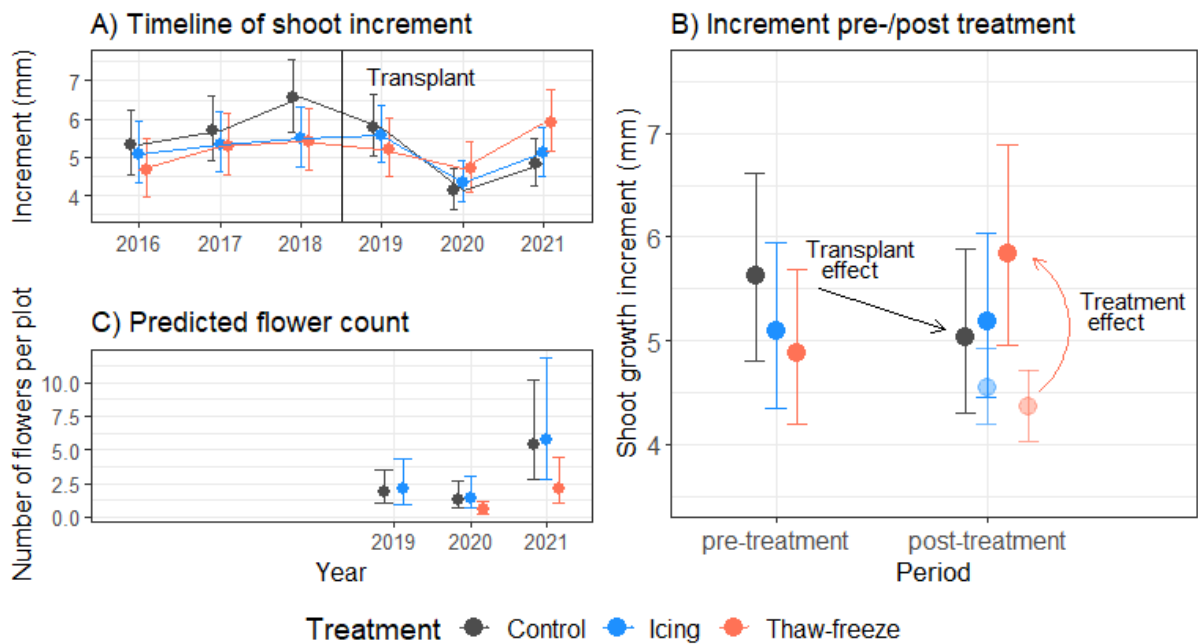 A) Timeline of shoot increment
Increment (mm)
7
6
5
4
Transplant
2016 2017 2018 2019 2020 2021
C) Predicted flower count
Number of flowers per plot
10.0
7.5
5.0
2.5
0.0
2019 2020 2021
Year
B) Increment pre-/post treatment
Shoot growth increment (mm)
7
6
5
4
Transplant
effect
Treatment
effect
pre-treatment post-treatment
Period
Treatment Control Icing Thaw-freeze